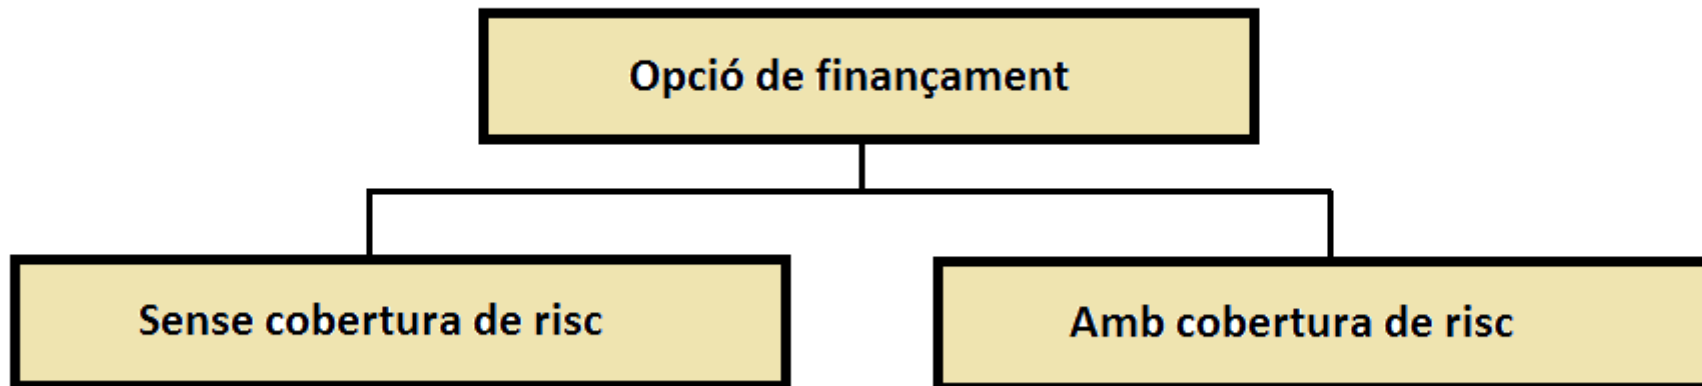 Opció de finançament
Sense cobertura de risc
Amb cobertura de risc